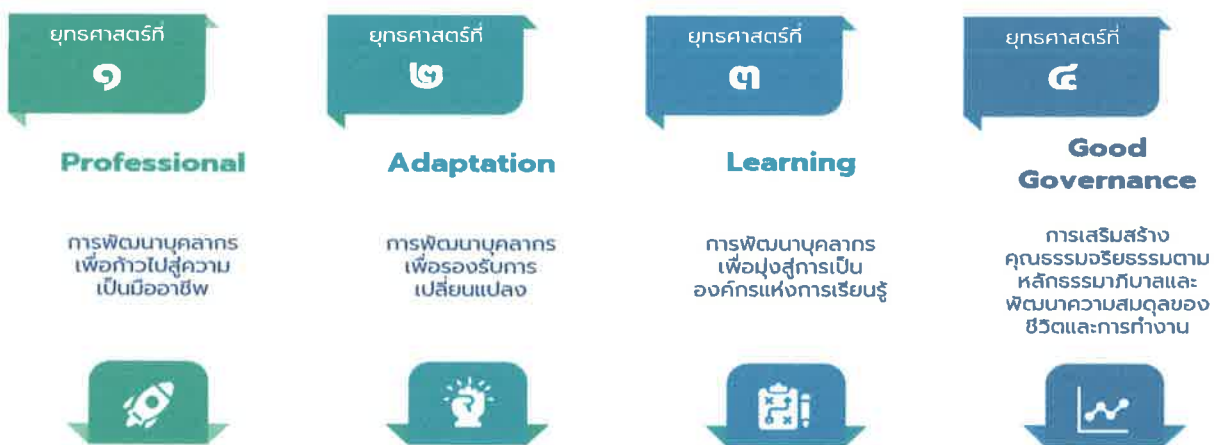 ยุทธศาสตร์ที่
๑
Professional
การพัฒนาบุคลากร
เพื่อก้าวไปสู่ความ
เป็นมืออาชีพ
ยุทธศาสตร์ที่
๒
Adaptation
การพัฒนาบุคลากร
เพื่อรองรับการ
เปลี่ยนแปลง
ยุทธศาสตร์ที่
๓
Learning
การพัฒนาบุคลากร
เพื่อมุ่งสู่การเป็น
องค์กรแห่งการเรียนรู้
ยุทธศาสตร์ที่
๔
Good
Governance
การเสริมสร้าง
คุณธรรมจริยธรรมตาม
หลักธรรมาภิบาลและ
พัฒนาความสมดุลของ
ชีวิตและการทำงาน